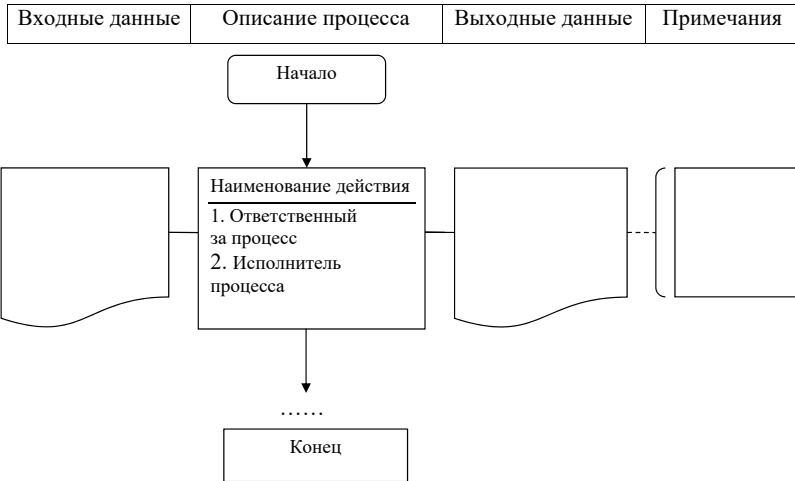 Входные данные
Описание процесса
Выходные данные
Примечания
Начало
Наименование действия
1. Ответственный
за процесс
2. Исполнитель
процесса
……
Конец